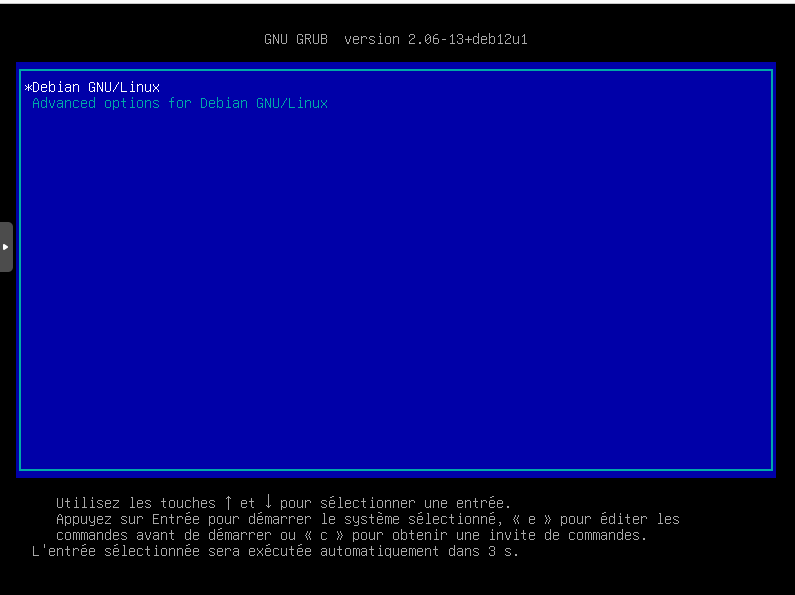 GNU GRUB  version 2.06-13+deb12u1
*Debian GNU/Linux
Advanced options for Debian GNU/Linux
Utilisez les touches ↑ et ↓ pour sélectionner une entrée.
Appuyez sur Entrée pour démarrer le système sélectionné, « e » pour éditer les
commandes avant de démarrer ou « c » pour obtenir une invite de commandes.
L'entrée sélectionnée sera exécutée automatiquement dans 3 s.